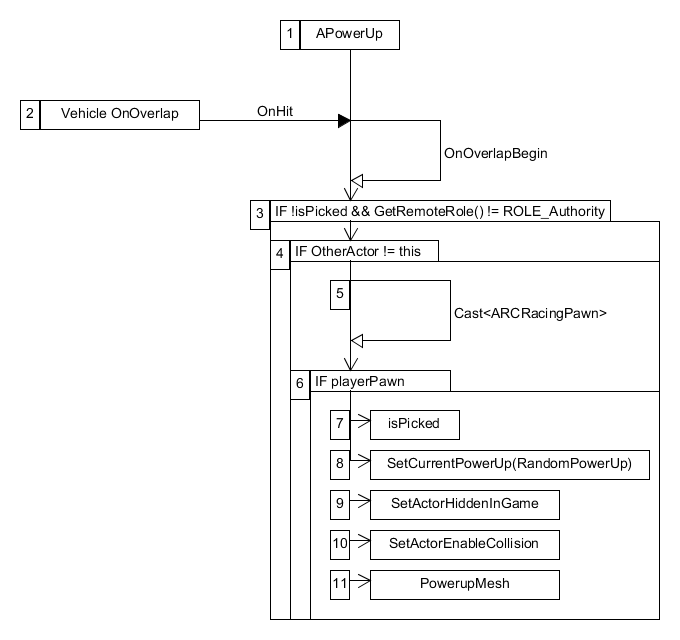 1 APowerUp
2 Vehicle OnOverlap
OnHit
OnOverlapBegin
3 IF !isPicked && GetRemoteRole() != ROLE_Authority
4 IF OtherActor != this
5
Cast<ARCRacingPawn>
6 IF playerPawn
7 isPicked
8 SetCurrentPowerUp(RandomPowerUp)
9 SetActorHiddenInGame
10 SetActorEnableCollision
11 PowerupMesh